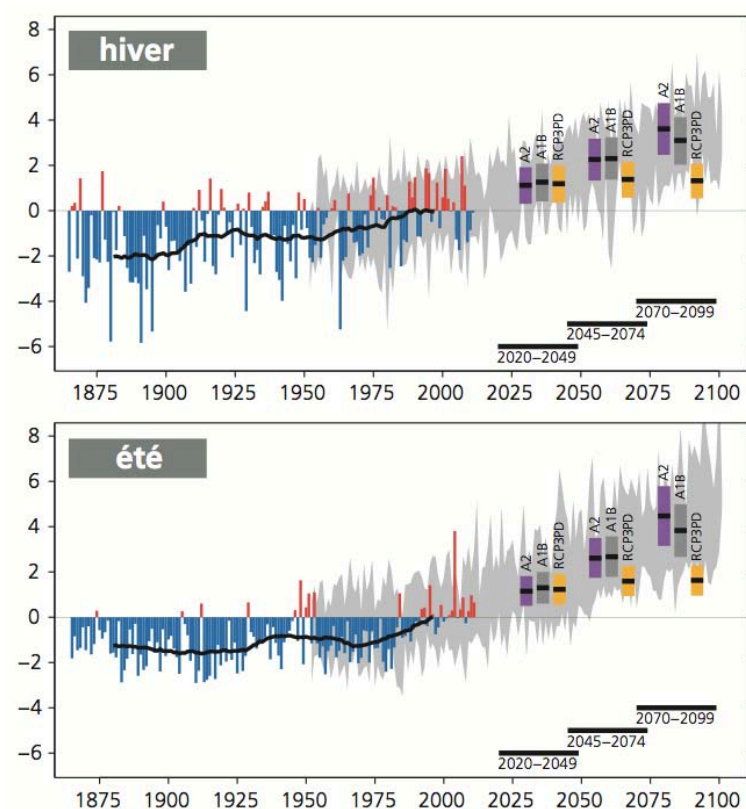 hiver
8
6
4
2
0
−2
−4
−6
A2
A1B
RCP3PD
A2
A1B
RCP3PD
A2
A1B
RCP3PD
2070–2099
2045–2074
2020–2049
1875 1900 1925 1950 1975 2000 2025 2050 2075 2100
été
8
6
4
2
0
−2
−4
−6
A2
A1B
RCP3PD
A2
A1B
RCP3PD
A2
A1B
RCP3PD
2070–2099
2045–2074
2020–2049
1875 1900 1925 1950 1975 2000 2025 2050 2075 2100